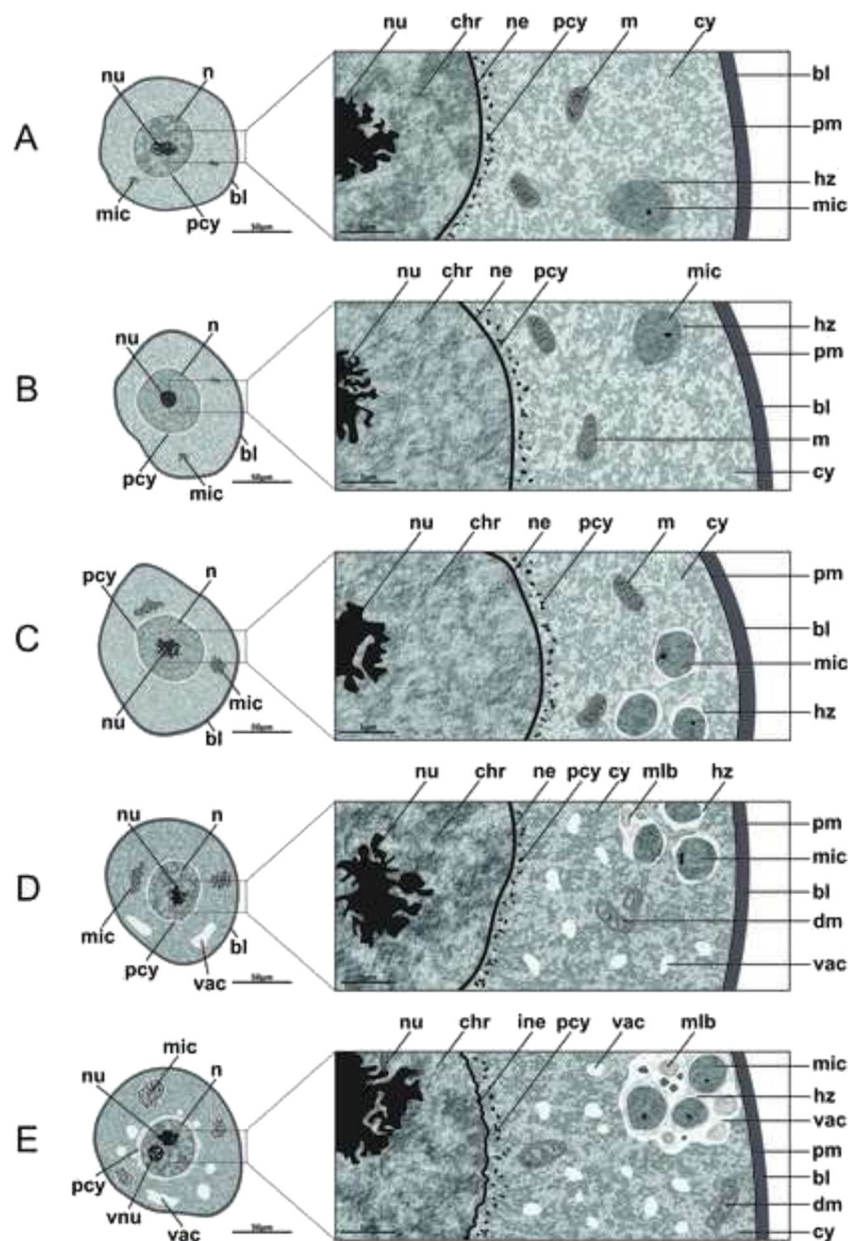 nu chr ne pcy m cy
nu n
bl
A
pm
hz
mic
mic
bl
pcy
50µm
nu chr ne pcy mic
nu n
hz
pm
B
bl
m
cy
bl
pcy
mic
50µm
nu chr ne pcy m cy
pcy n
pm
bl
C
mic
nu mic
hz
bl
50µm
nu chr ne pcy cy mlb hz
nu n
pm
mic
D
bl
dm
mic
pcy bl
vac
vac
50µm
nu chr ine pcy vac mlb
mic
nu n
mic
hz
vac
E
pm
bl
pcy
vnu
vac
dm
cy
50µm